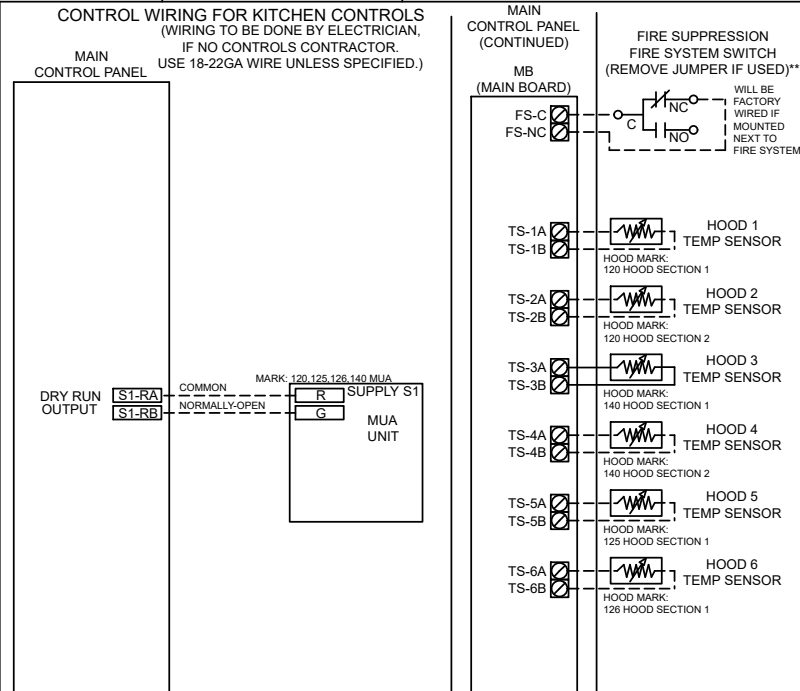 CONTROL WIRING FOR KITCHEN CONTROLS
(WIRING TO BE DONE BY ELECTRICIAN,
IF NO CONTROLS CONTRACTOR.
USE 18-22GA WIRE UNLESS SPECIFIED.)
MAIN
CONTROL PANEL
DRY RUN
OUTPUT
S1-RA
S1-RB
COMMON
NORMALLY-OPEN
MARK: 120,125,126,140 MUA
R
G
SUPPLY S1
MUA
UNIT
MAIN
CONTROL PANEL
(CONTINUED)
MB
(MAIN BOARD)
FIRE SUPPRESSION
FIRE SYSTEM SWITCH
(REMOVE JUMPER IF USED)**
FS-C
FS-NC
C
NC
NO
WILL BE
FACTORY
WIRED IF
MOUNTED
NEXT TO
FIRE SYSTEM
TS-1A
TS-1B
HOOD 1
TEMP SENSOR
HOOD MARK:
120 HOOD SECTION 1
TS-2A
TS-2B
HOOD 2
TEMP SENSOR
HOOD MARK:
120 HOOD SECTION 2
TS-3A
TS-3B
HOOD 3
TEMP SENSOR
HOOD MARK:
140 HOOD SECTION 1
TS-4A
TS-4B
HOOD 4
TEMP SENSOR
HOOD MARK:
140 HOOD SECTION 2
TS-5A
TS-5B
HOOD 5
TEMP SENSOR
HOOD MARK:
125 HOOD SECTION 1
TS-6A
TS-6B
HOOD 6
TEMP SENSOR
HOOD MARK:
126 HOOD SECTION 1